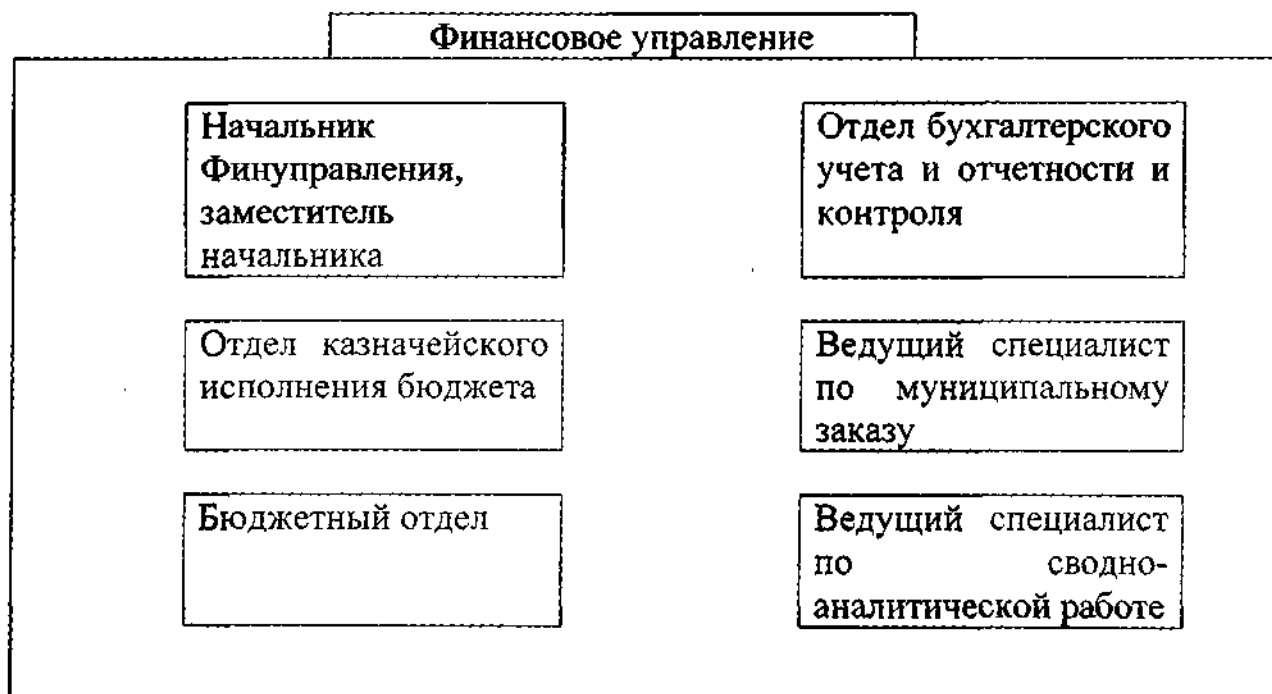 Финансовое управление
Начальник
Финуправления,
заместитель
начальника
Отдел бухгалтерского
учета и отчетности и
контроля
Отдел казначейского
исполнения бюджета
Ведущий специалист
по муниципальному
заказу
Бюджетный отдел
Ведущий специалист
по сводно-
аналитической работе